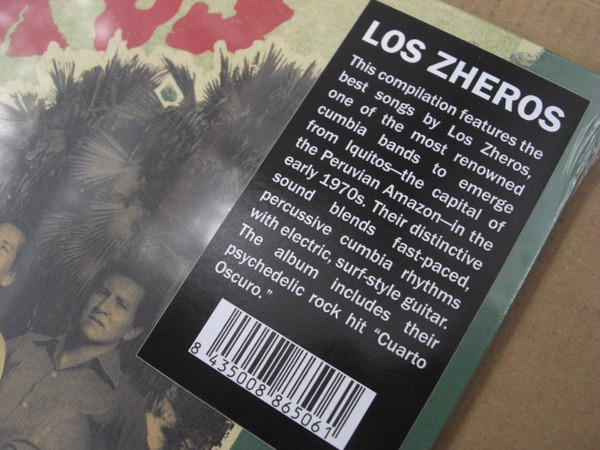 LOS ZHEROS
This compilation features the
best songs by Los Zheros,
one of the most renowned
cumbia bands to emerge
from Iquitos—the capital of
the Peruvian Amazon—in the
early 1970s. Their distinctive
sound blends fast-paced,
percussive cumbia rhythms
with electric, surf-style guitar.
The album includes their
psychedelic rock hit “Cuarto
Oscuro.”
8 435008 865061